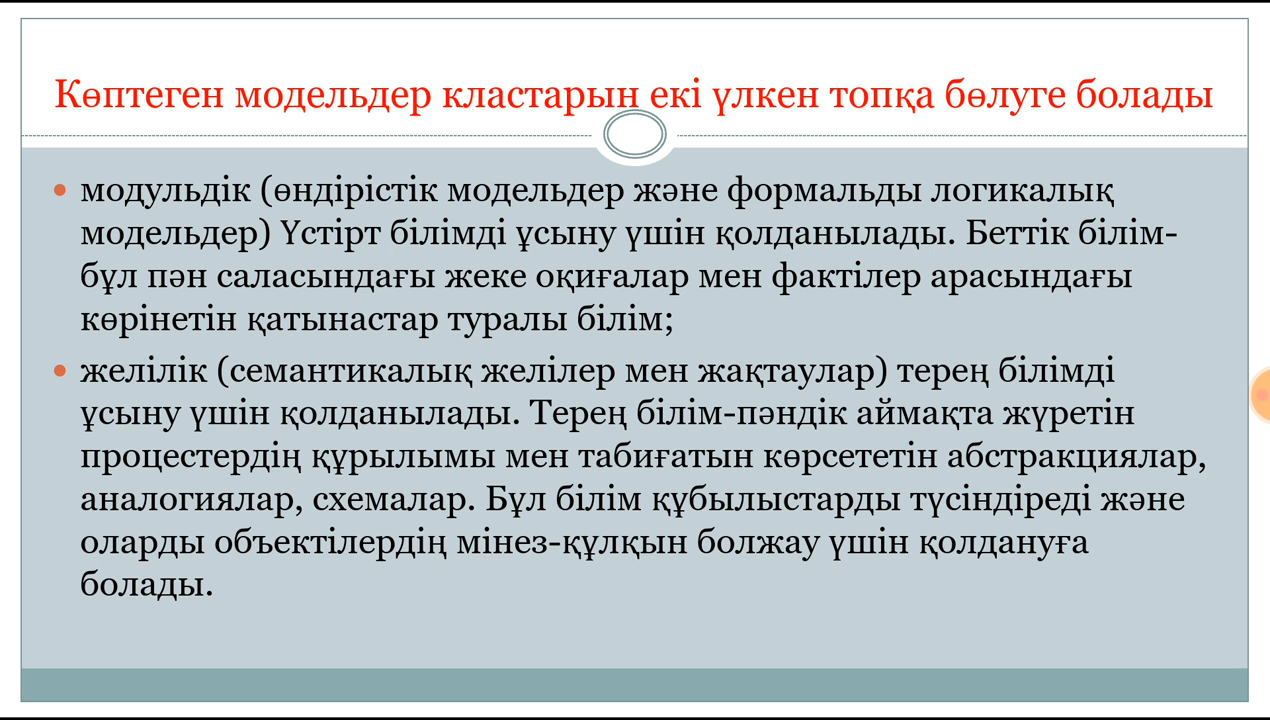 Көптеген модельдер кластарын екі үлкен топқа бөлуге болады
• модульдік (өндірістік модельдер және формальды логикалық
модельдер) Үстірт білімді ұсыну үшін қолданылады. Беттік білім-
бұл пән саласындағы жеке оқиғалар мен фактілер арасындағы
көрінетін қатынастар туралы білім;
• желілік (семантикалық желілер мен жақтаулар) терең білімді
ұсыну үшін қолданылады. Терең білім-пәндік аймақта жүретін
процестердің құрылымы мен табиғатын көрсететін абстракциялар,
аналогиялар, схемалар. Бұл білім құбылыстарды түсіндіреді және
оларды объектілердің мінез-құлқын болжау үшін қолдануға
болады.